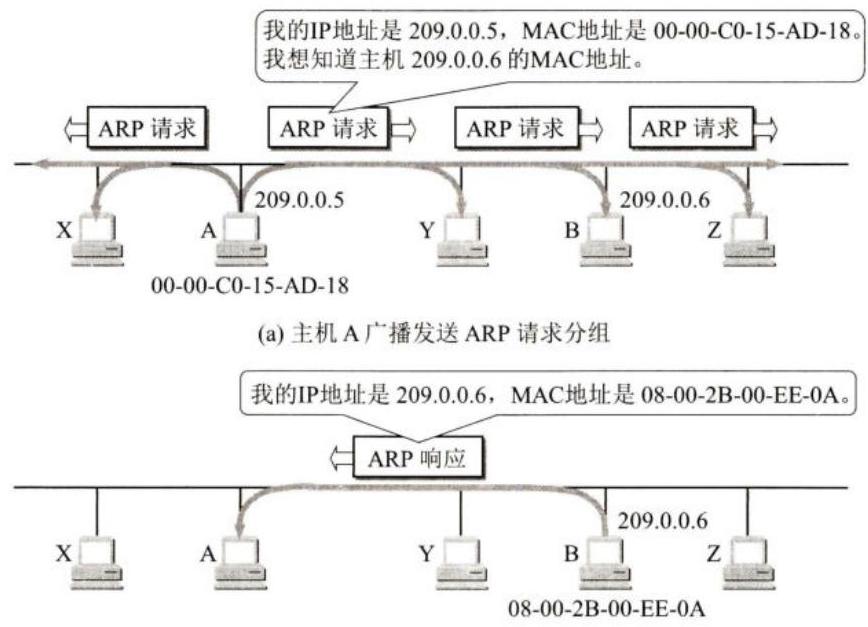 我的IP地址是 209.0.0.5，MAC地址是 00-00-C0-15-AD-18。
我想知道主机 209.0.0.6 的MAC地址。
ARP 请求
ARP 请求
ARP 请求
ARP 请求
209.0.0.5
209.0.0.6
X
A
Y
B
Z
00-00-C0-15-AD-18
(a) 主机 A 广播发送 ARP 请求分组
我的IP地址是 209.0.0.6，MAC地址是 08-00-2B-00-EE-0A。
ARP 响应
209.0.0.6
X
A
Y
B
Z
08-00-2B-00-EE-0A